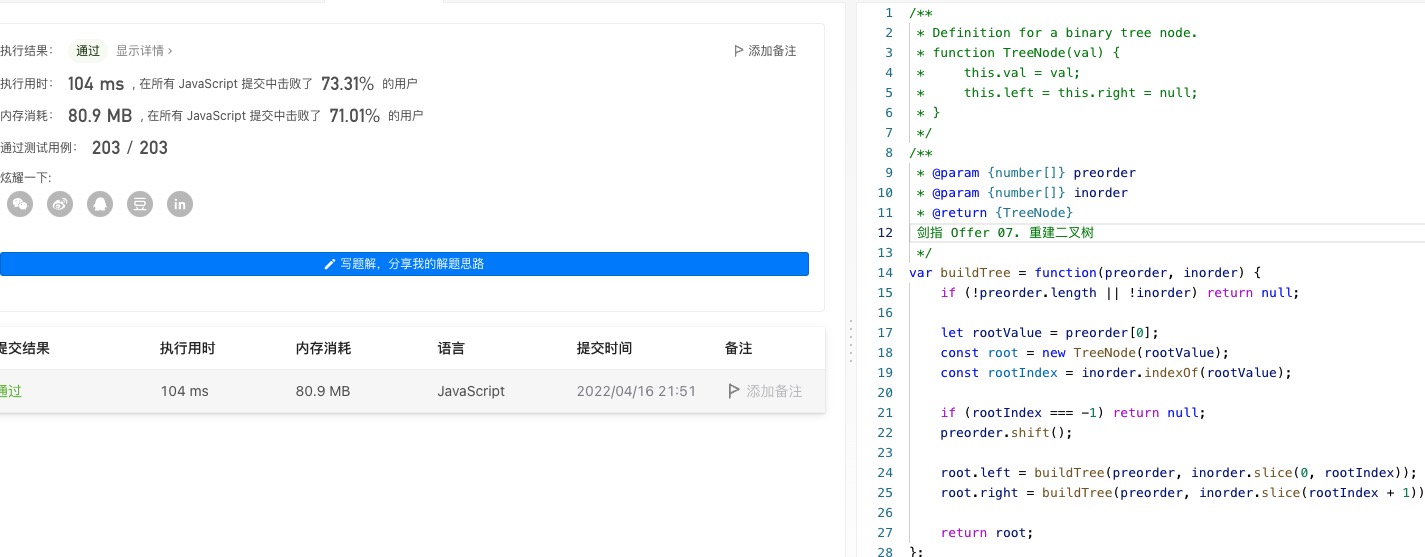 执行结果： 通过 显示详情 ›
添加备注
执行用时： 104 ms , 在所有 JavaScript 提交中击败了 73.31% 的用户
内存消耗： 80.9 MB , 在所有 JavaScript 提交中击败了 71.01% 的用户
通过测试用例： 203 / 203
炫耀一下:
豆 in
写题解，分享我的解题思路
提交结果 执行用时 内存消耗 语言 提交时间 备注
通过 104 ms 80.9 MB JavaScript 2022/04/16 21:51 添加备注
1 /**
2 * Definition for a binary tree node.
3 * function TreeNode(val) {
4 *     this.val = val;
5 *     this.left = this.right = null;
6 * }
7 */
8 /**
9 * @param {number[]} preorder
10 * @param {number[]} inorder
11 * @return {TreeNode}
12 剑指 Offer 07. 重建二叉树
13 */
14 var buildTree = function(preorder, inorder) {
15     if (!preorder.length || !inorder) return null;
16
17     let rootValue = preorder[0];
18     const root = new TreeNode(rootValue);
19     const rootIndex = inorder.indexOf(rootValue);
20
21     if (rootIndex === -1) return null;
22     preorder.shift();
23
24     root.left = buildTree(preorder, inorder.slice(0, rootIndex));
25     root.right = buildTree(preorder, inorder.slice(rootIndex + 1))
26
27     return root;
28 };